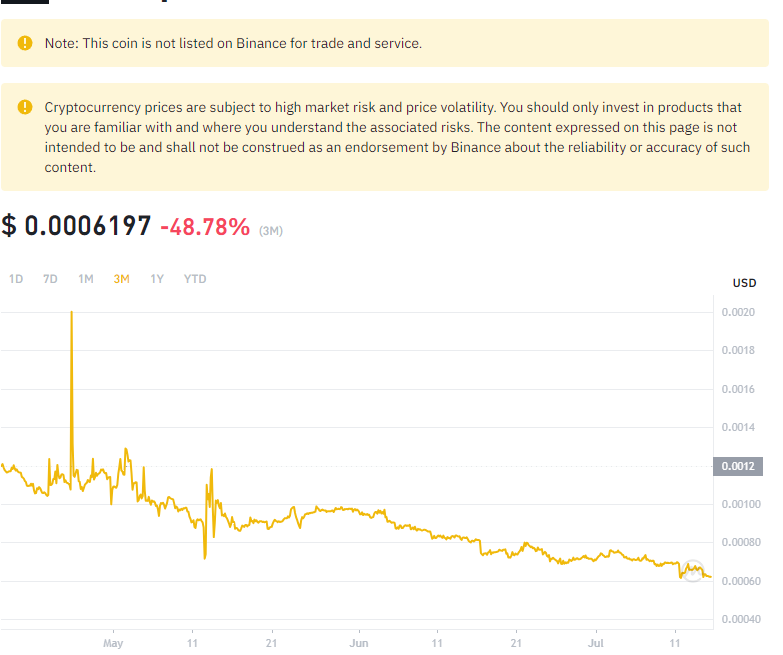 Note: This coin is not listed on Binance for trade and service.
Cryptocurrency prices are subject to high market risk and price volatility. You should only invest in products that
you are familiar with and where you understand the associated risks. The content expressed on this page is not
intended to be and shall not be construed as an endorsement by Binance about the reliability or accuracy of such
content.
$ 0.0006197 -48.78% (3M)
1D 7D 1M 3M 1Y YTD
USD
0.0020
0.0018
0.0016
0.0014
0.0012
0.00100
0.00080
0.00060
0.00040
May 11 21 Jun 11 21 Jul 11